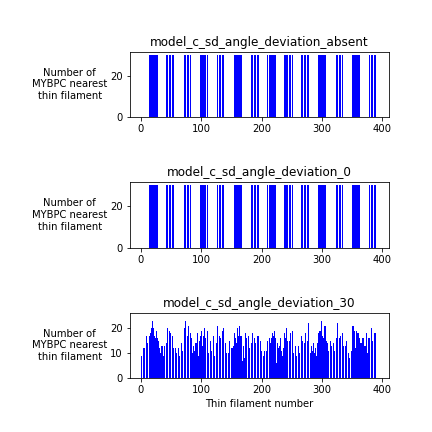 model_c_sd_angle_deviation_absent
Number of
MYBPC nearest
thin filament
20
0
0
100
200
300
400
model_c_sd_angle_deviation_0
Number of
MYBPC nearest
thin filament
20
0
0
100
200
300
400
model_c_sd_angle_deviation_30
Number of
MYBPC nearest
thin filament
20
10
0
0
100
200
300
400
Thin filament number